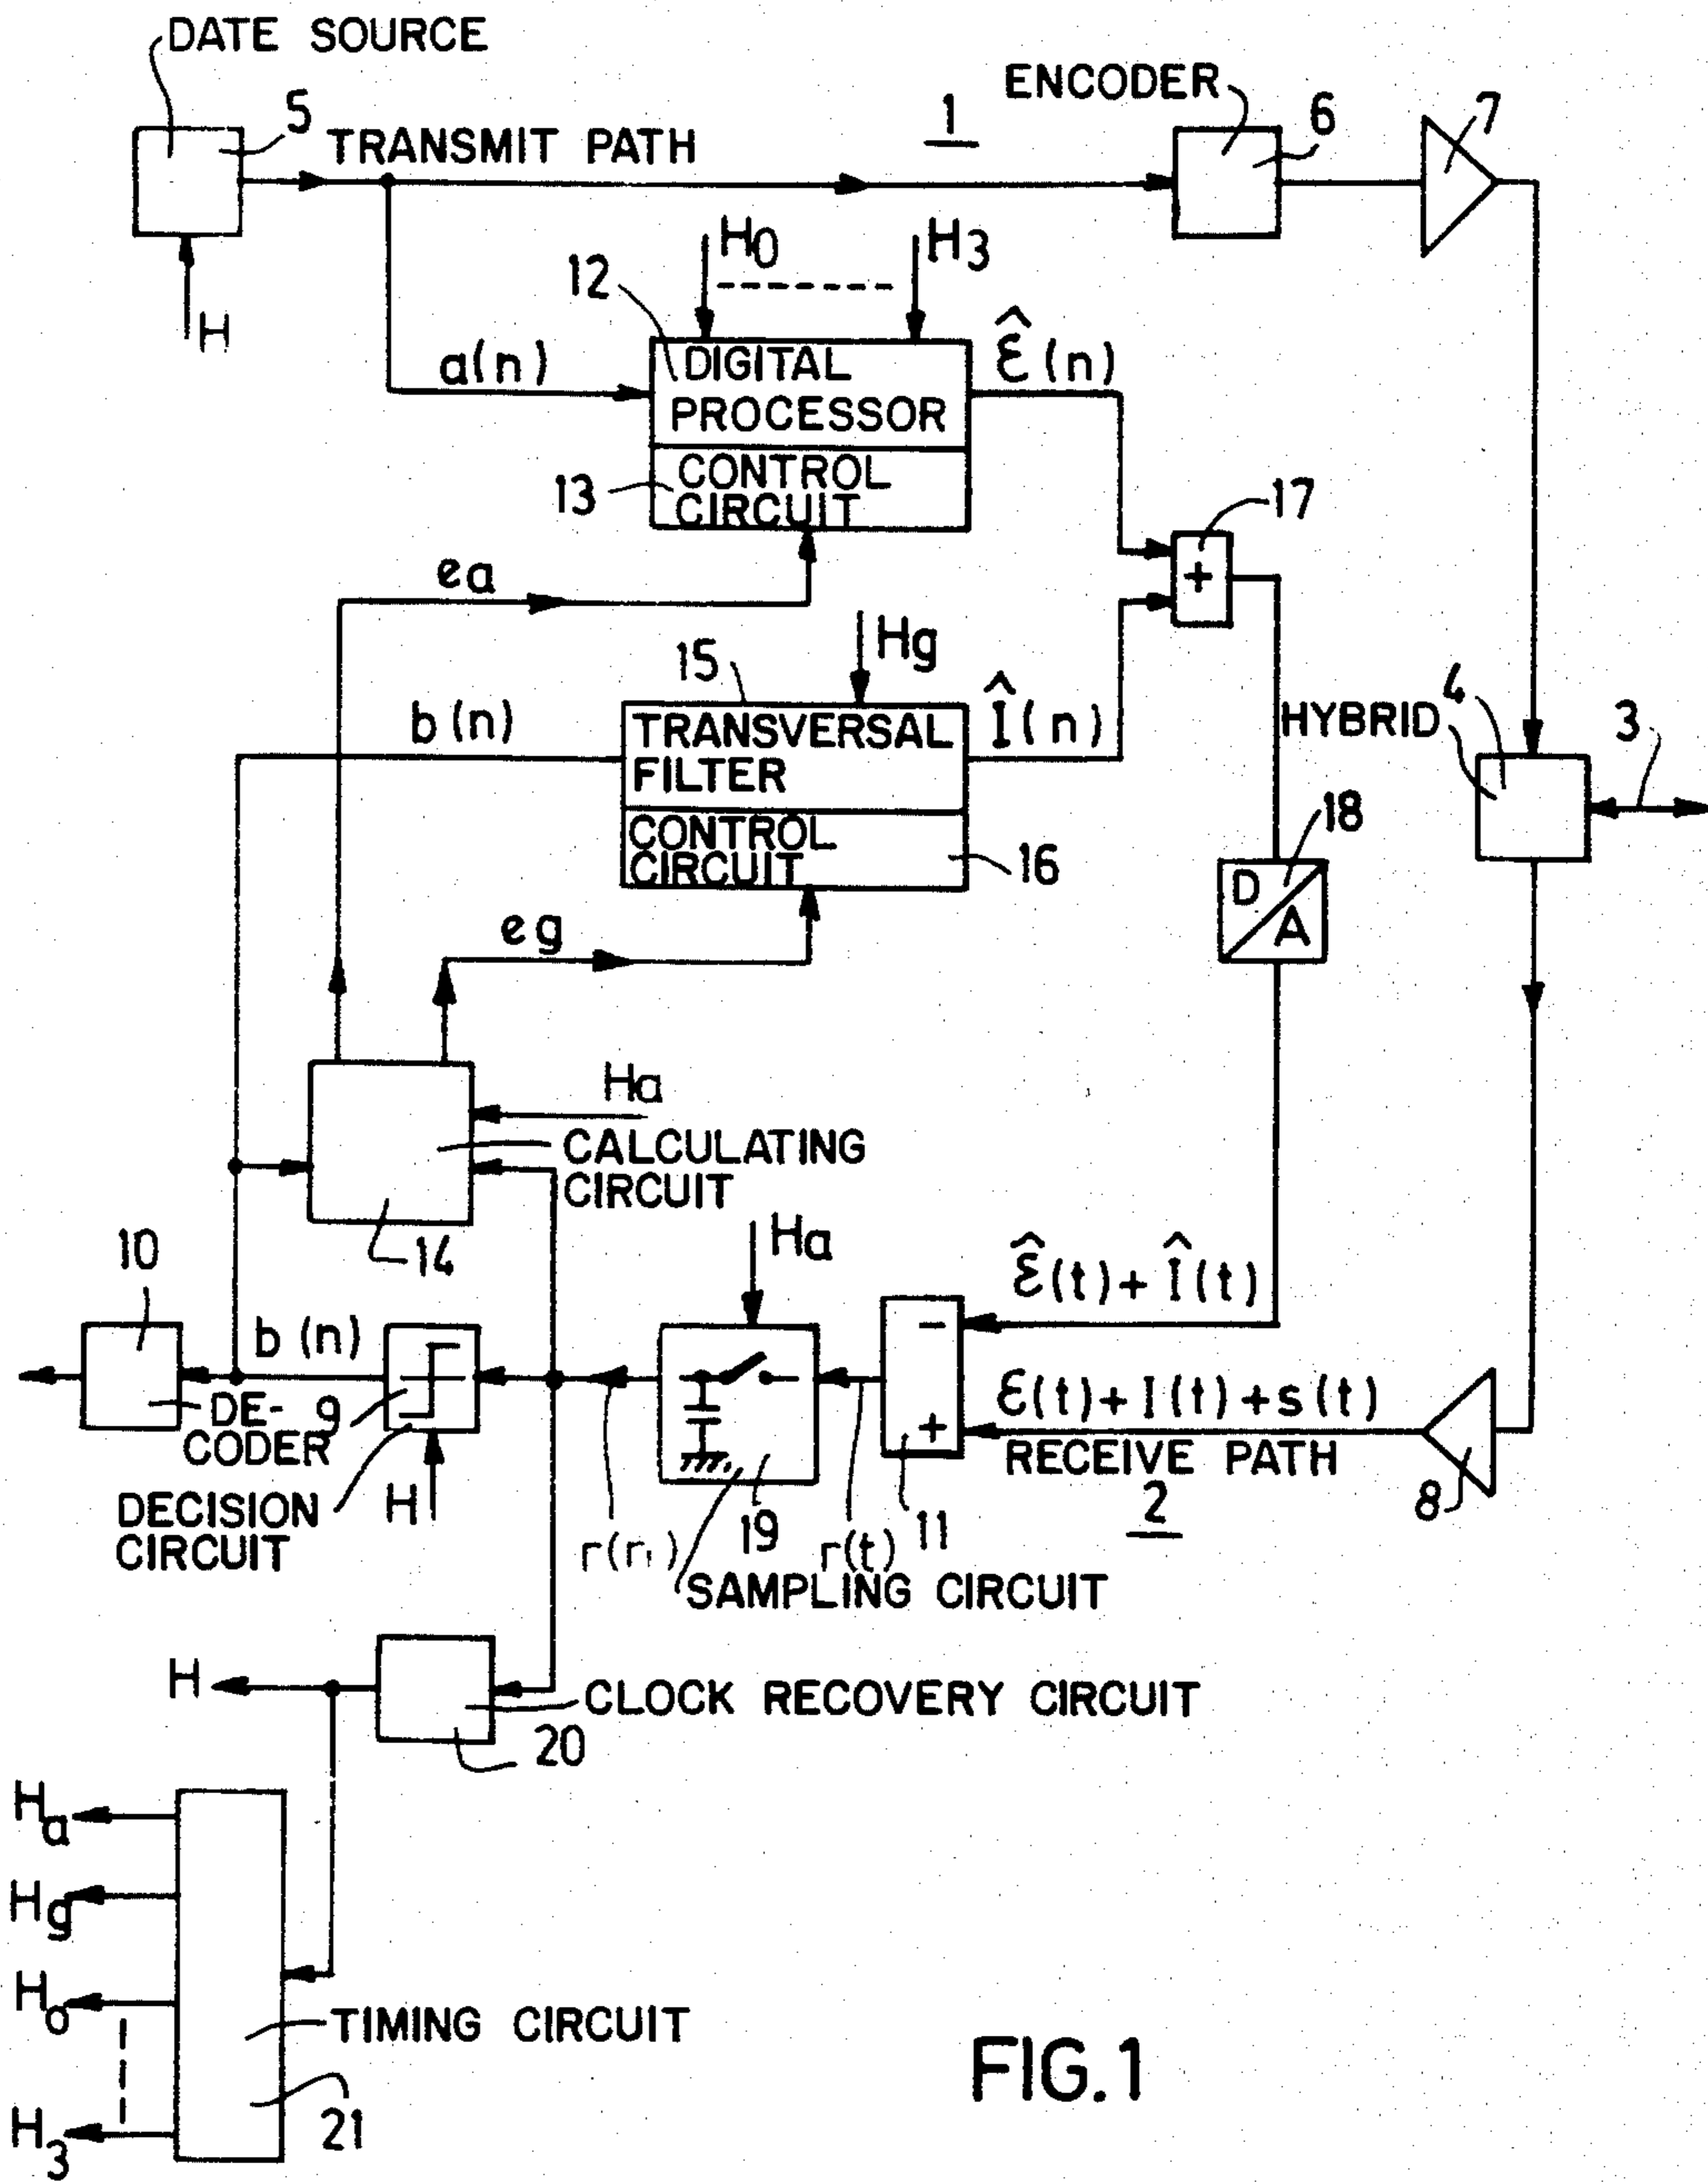 DATE SOURCE
ENCODER
5
1
6
7
TRANSMIT PATH
H
H0
H3
12
a(n)
DIGITAL
PROCESSOR
Ɛ̂(n)
CONTROL
CIRCUIT
13
17
+
ea
Hg
15
b(n)
TRANSVERSAL
FILTER
Î(n)
HYBRID
4
3
CONTROL
CIRCUIT
16
18
D
A
eg
Ha
CALCULATING
CIRCUIT
14
10
Ha
Ɛ̂(t)+Î(t)
b(n)
−
DE-
CODER
9
+
Ɛ(t)+I(t)+s(t)
RECEIVE PATH
2
8
DECISION
CIRCUIT
H
19
r(t)
11
SAMPLING CIRCUIT
H
CLOCK RECOVERY CIRCUIT
20
Ha
Hg
Ho
TIMING CIRCUIT
H3
21
FIG.1